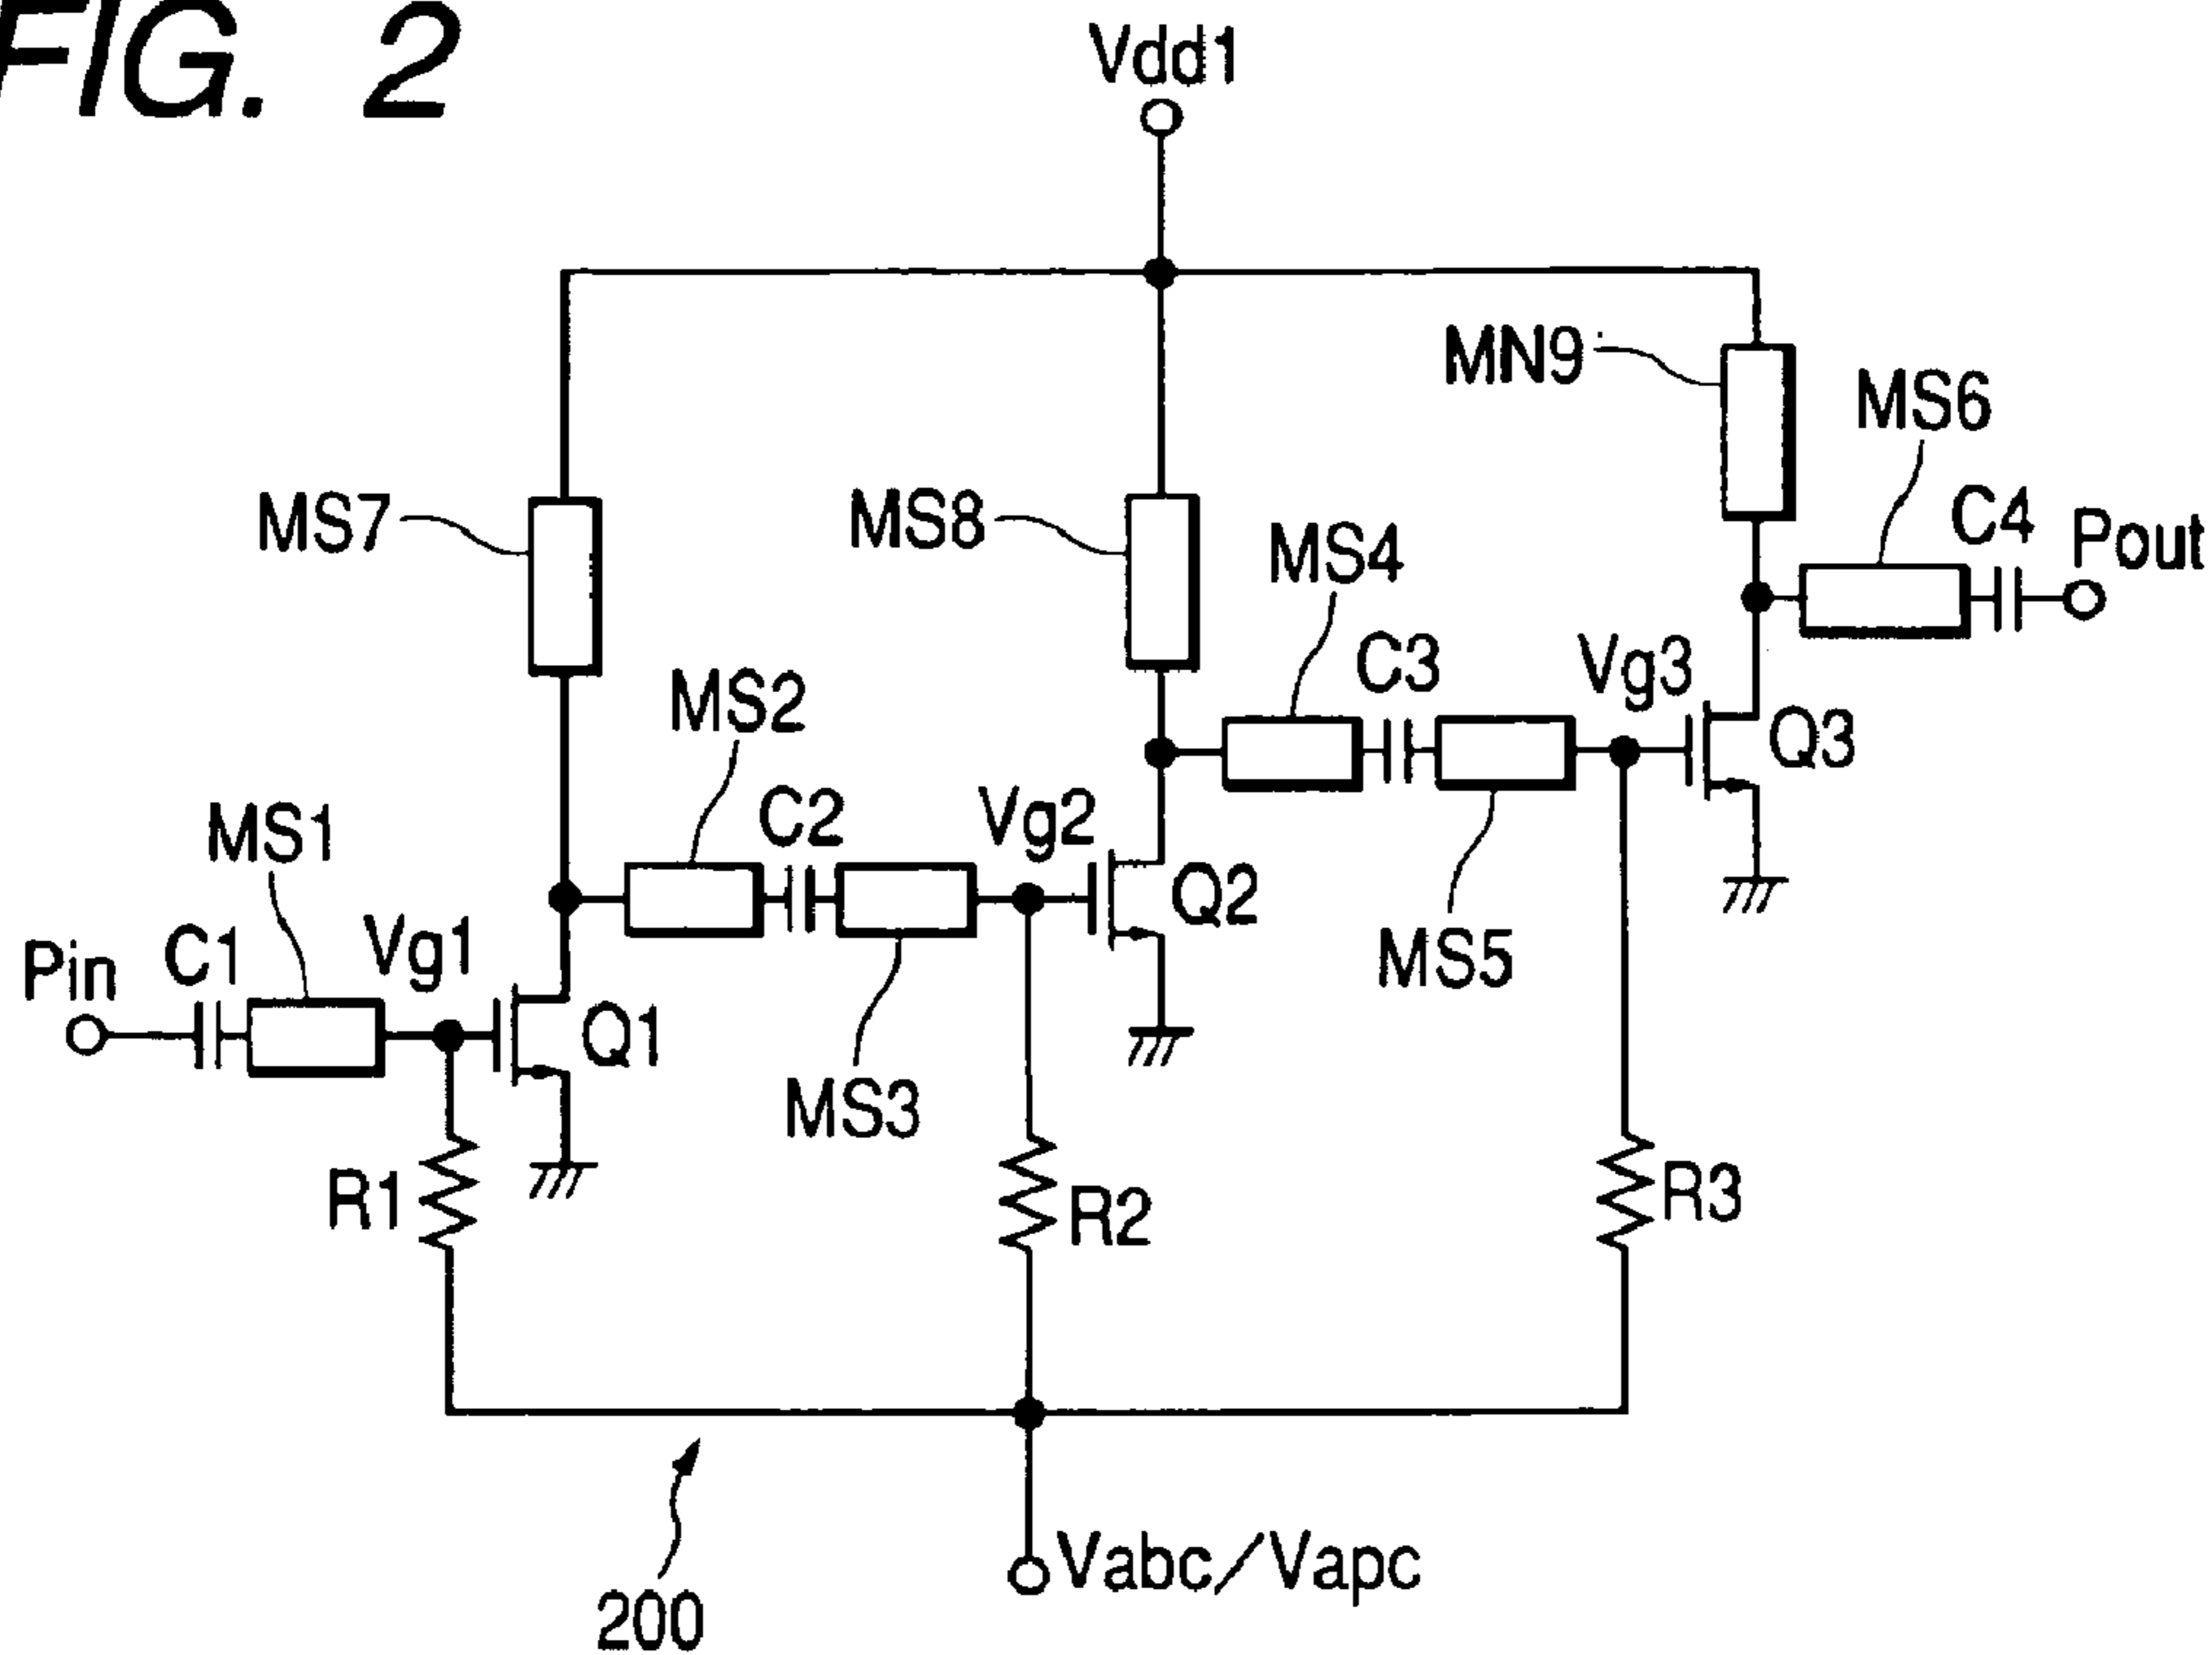 FIG. 2
Vdd1
MN9
MS6
MS7
MS8
C4
Pout
MS4
C3
Vg3
MS2
Q3
C2
Vg2
MS1
Q2
Vg1
C1
Pin
MS5
Q1
MS3
R1
R2
R3
Vabc/Vapc
200